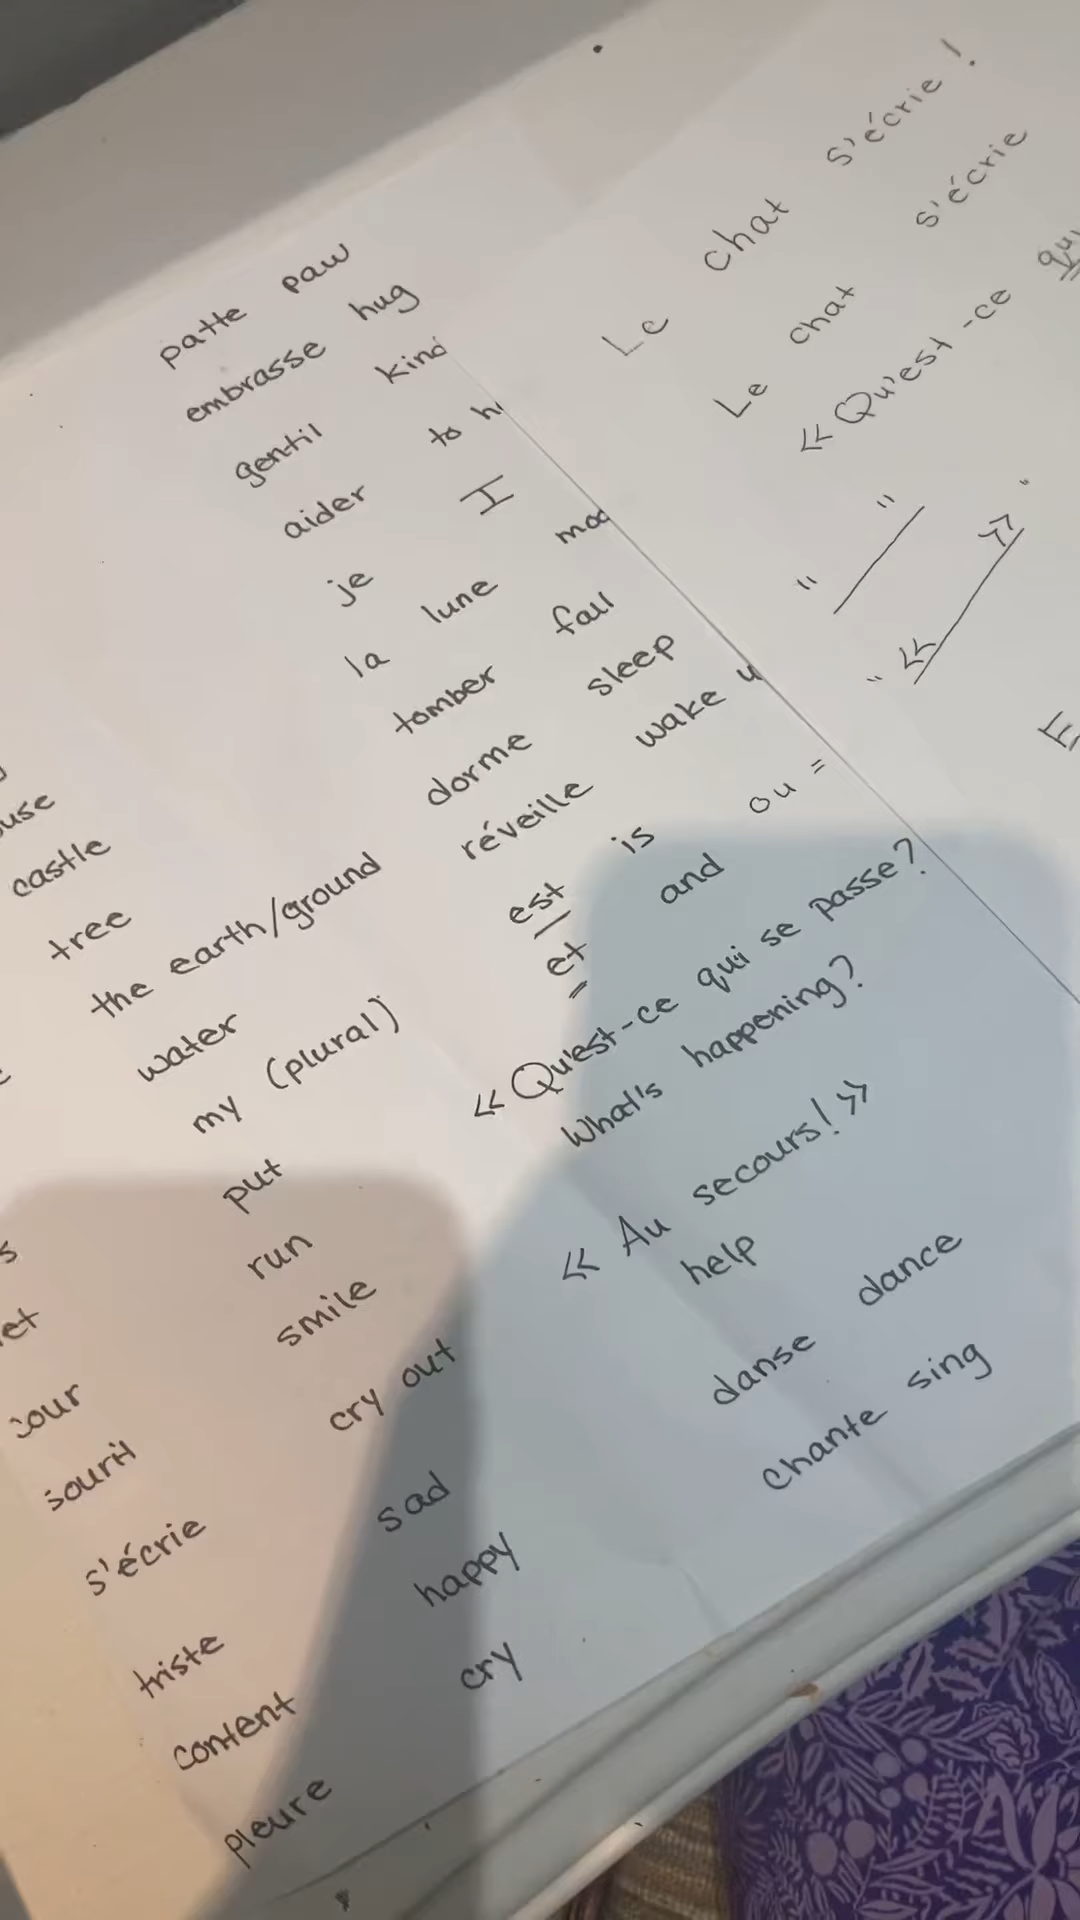 castle
tree
the earth/ground
water
my (plural)
put
run
souril smile
s'écrie cry out
triste sad
content happy
pleure cry
patte paw
embrasse hug
gentil kind
aider to
je I
la lune
tomber fall
dorme sleep
réveille wake
est is
et and ou =
« Qu'est-ce qui se passe?
What's happening?
« Au secours! »
help
danse dance
chante sing
Le chat s'écrie!
Le chat s'écrie
« Qu'est-ce
" "
" « » "